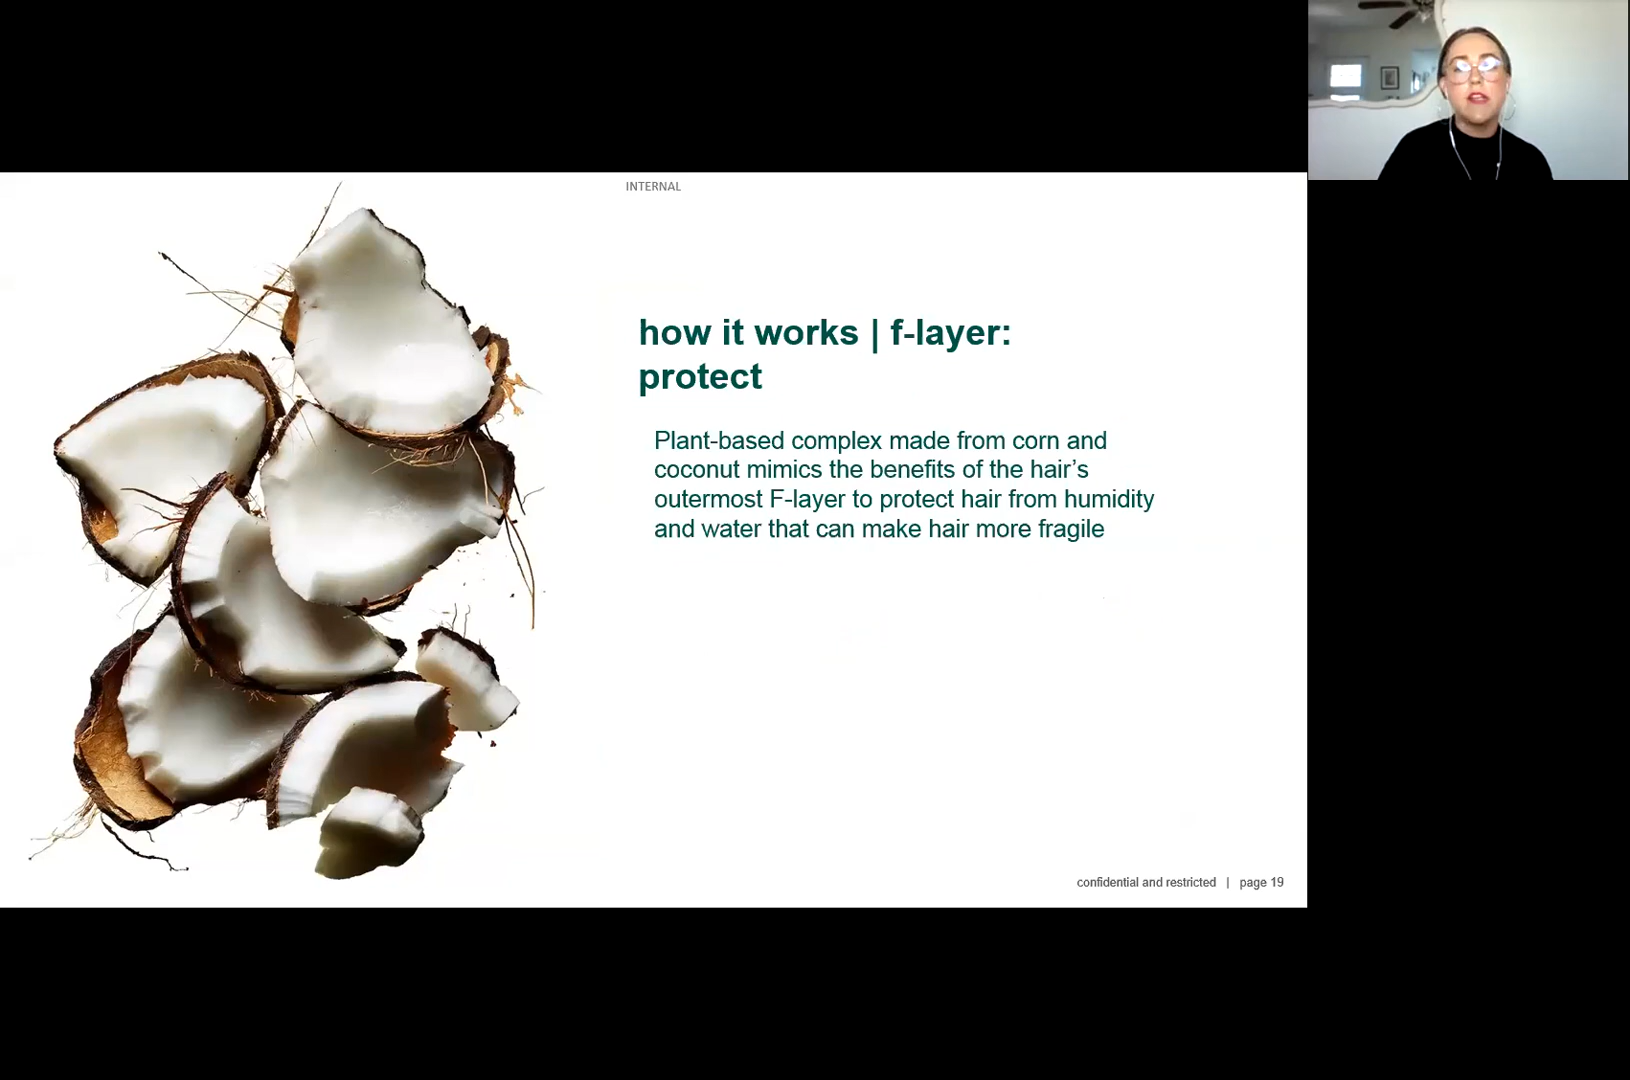 INTERNAL
how it works | f-layer:
protect
Plant-based complex made from corn and
coconut mimics the benefits of the hair’s
outermost F-layer to protect hair from humidity
and water that can make hair more fragile
confidential and restricted | page 19